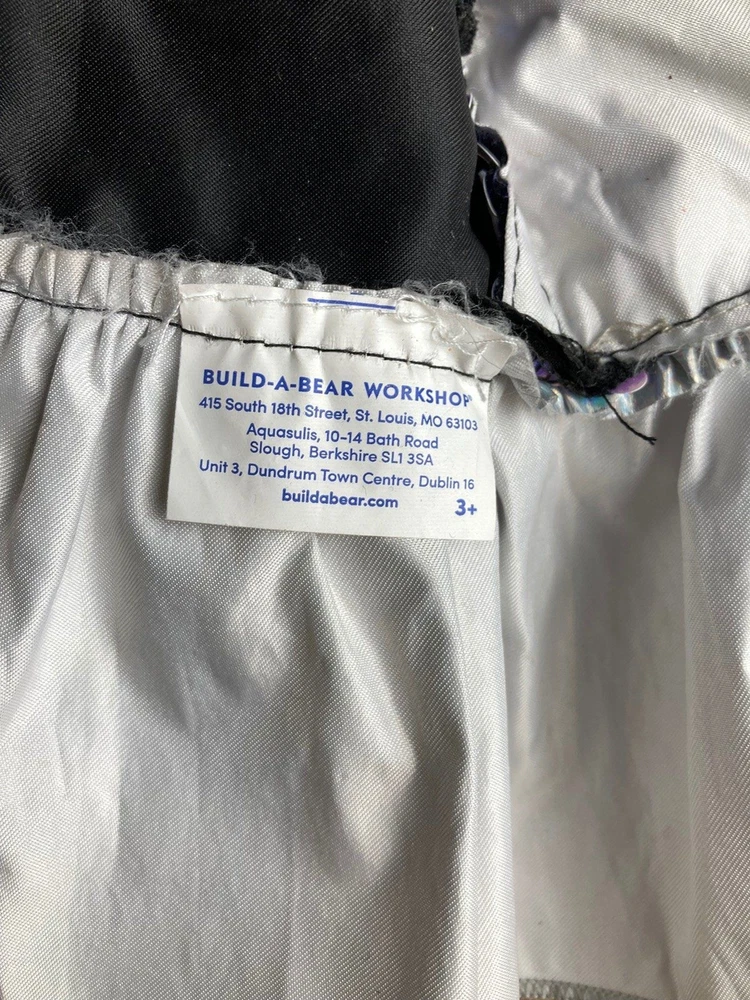 BUILD-A-BEAR WORKSHOP®
415 South 18th Street, St. Louis, MO 63103
Aquasulis, 10-14 Bath Road
Slough, Berkshire SL1 3SA
Unit 3, Dundrum Town Centre, Dublin 16
buildabear.com
3+